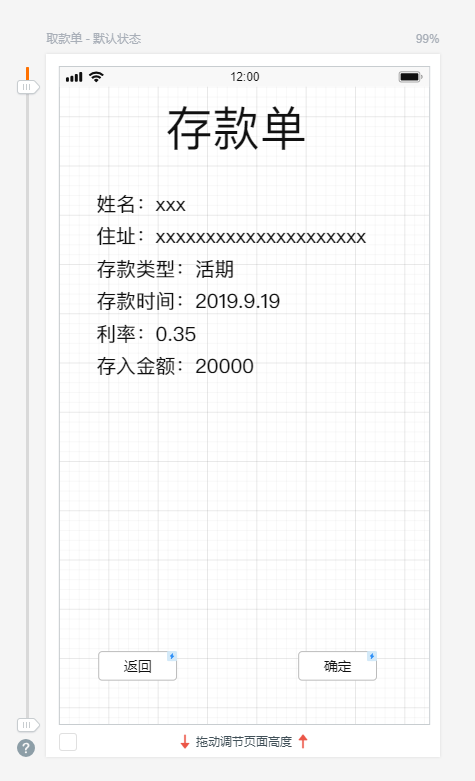 取款单 - 默认状态 99%
12:00
存款单
姓名：xxx
住址：xxxxxxxxxxxxxxxxxxxxx
存款类型：活期
存款时间：2019.9.19
利率：0.35
存入金额：20000
返回 确定
拖动调节页面高度
?